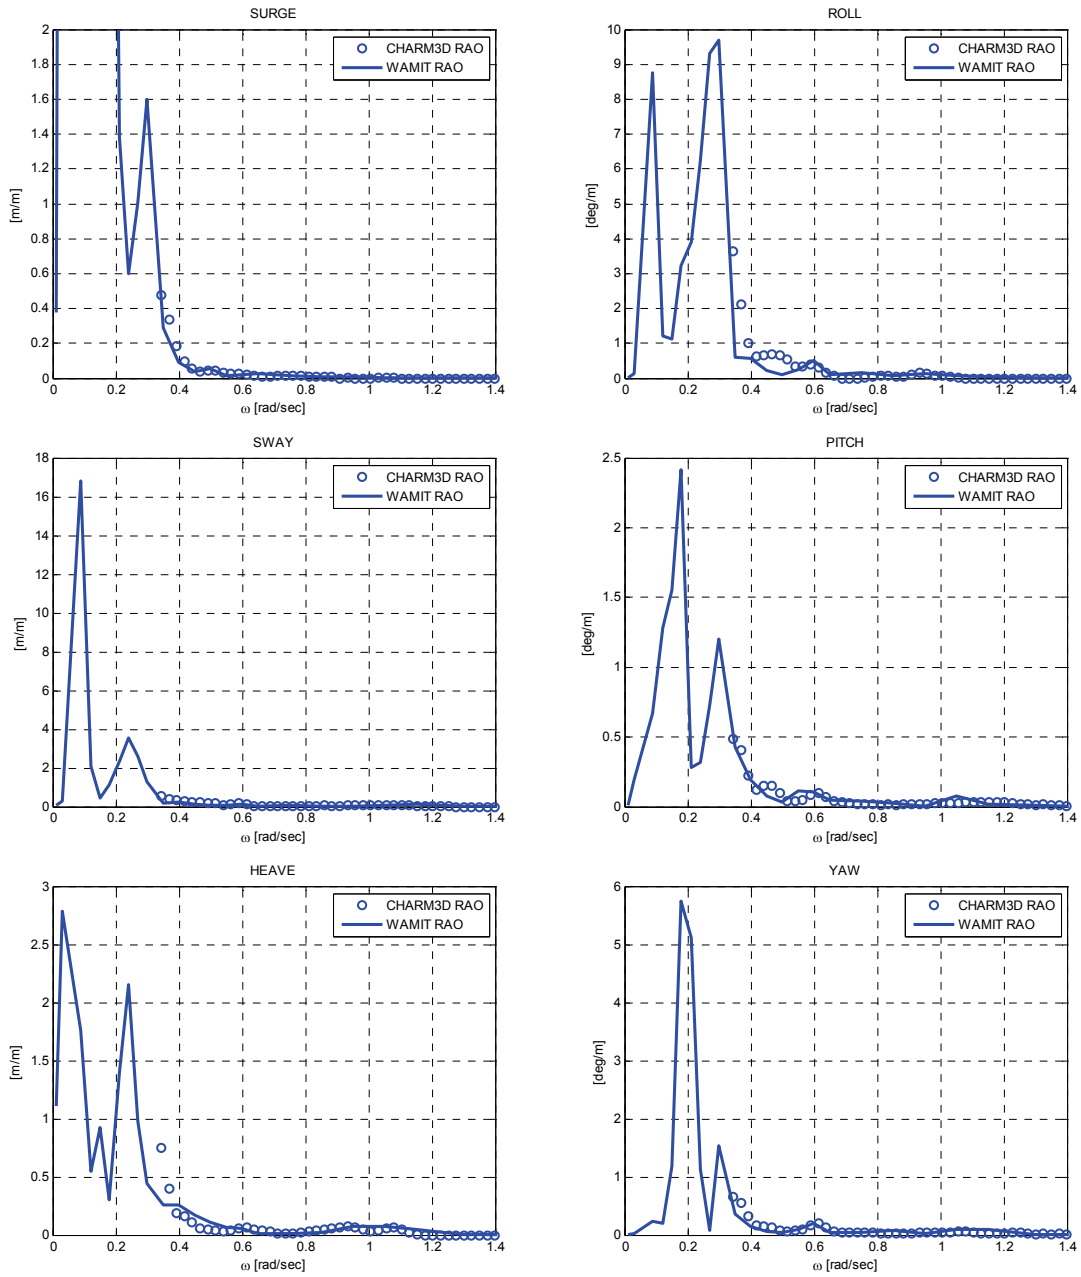 SURGE
[m/m]
2
1.8
1.6
1.4
1.2
1
0.8
0.6
0.4
0.2
0
CHARM3D RAO
WAMIT RAO
0 0.2 0.4 0.6 0.8 1 1.2 1.4
ω [rad/sec]
ROLL
[deg/m]
10
9
8
7
6
5
4
3
2
1
0
CHARM3D RAO
WAMIT RAO
0 0.2 0.4 0.6 0.8 1 1.2 1.4
ω [rad/sec]
SWAY
[m/m]
18
16
14
12
10
8
6
4
2
0
CHARM3D RAO
WAMIT RAO
0 0.2 0.4 0.6 0.8 1 1.2 1.4
ω [rad/sec]
PITCH
[deg/m]
2.5
2
1.5
1
0.5
0
CHARM3D RAO
WAMIT RAO
0 0.2 0.4 0.6 0.8 1 1.2 1.4
ω [rad/sec]
HEAVE
[m/m]
3
2.5
2
1.5
1
0.5
0
CHARM3D RAO
WAMIT RAO
0 0.2 0.4 0.6 0.8 1 1.2 1.4
ω [rad/sec]
YAW
[deg/m]
6
5
4
3
2
1
0
CHARM3D RAO
WAMIT RAO
0 0.2 0.4 0.6 0.8 1 1.2 1.4
ω [rad/sec]